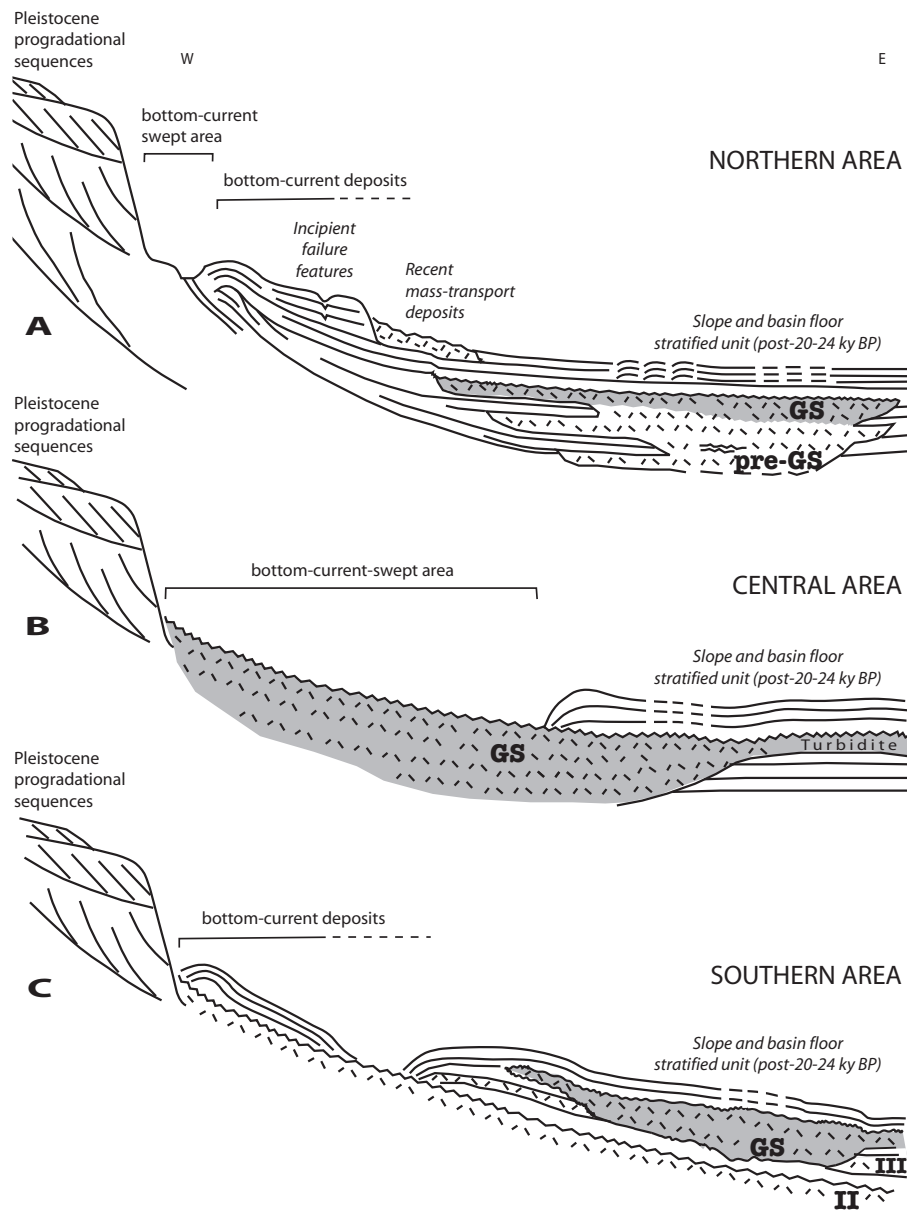 Pleistocene
progradational
sequences
W
E
bottom-current
swept area
NORTHERN AREA
bottom-current deposits
Incipient
failure
features
Recent
mass-transport
deposits
Slope and basin floor
stratified unit (post-20-24 ky BP)
A
GS
pre-GS
Pleistocene
progradational
sequences
bottom-current-swept area
CENTRAL AREA
B
Slope and basin floor
stratified unit (post-20-24 ky BP)
GS
Turbidite
Pleistocene
progradational
sequences
bottom-current deposits
SOUTHERN AREA
C
Slope and basin floor
stratified unit (post-20-24 ky BP)
GS
III
II